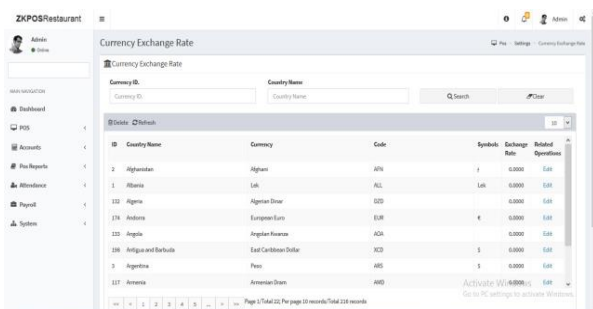 ZKPOSRestaurant
Admin
Admin
Online
Currency Exchange Rate
Pos Settings Currency Exchange Rate
Currency Exchange Rate
Currency ID. Country Name
Currency ID. Country Name Search Clear
MAIN NAVIGATION
Dashboard
POS
Accounts
Pos Reports
Attendance
Payroll
System
Delete Refresh 10
ID Country Name Currency Code Symbols Exchange Rate Related Operations
2 Afghanistan Afghani AFN 0.0000 Edit
1 Albania Lek ALL Lek 0.0000 Edit
132 Algeria Algerian Dinar DZD 0.0000 Edit
174 Andorra European Euro EUR € 0.0000 Edit
Angola Angolan Kwanza AOA 0.0000 Edit
Antigua and Barbuda East Caribbean Dollar XCD $ 0.0000 Edit
3 Argentina Peso ARS $ 0.0000 Edit
117 Armenia Armenian Dram AMD 0.0000 Edit
<< < 1 2 3 4 5 ... > >> Page 1/Total 22( Per page 10 records/Total 216 records
Activate Windows
Go to PC settings to activate Windows.